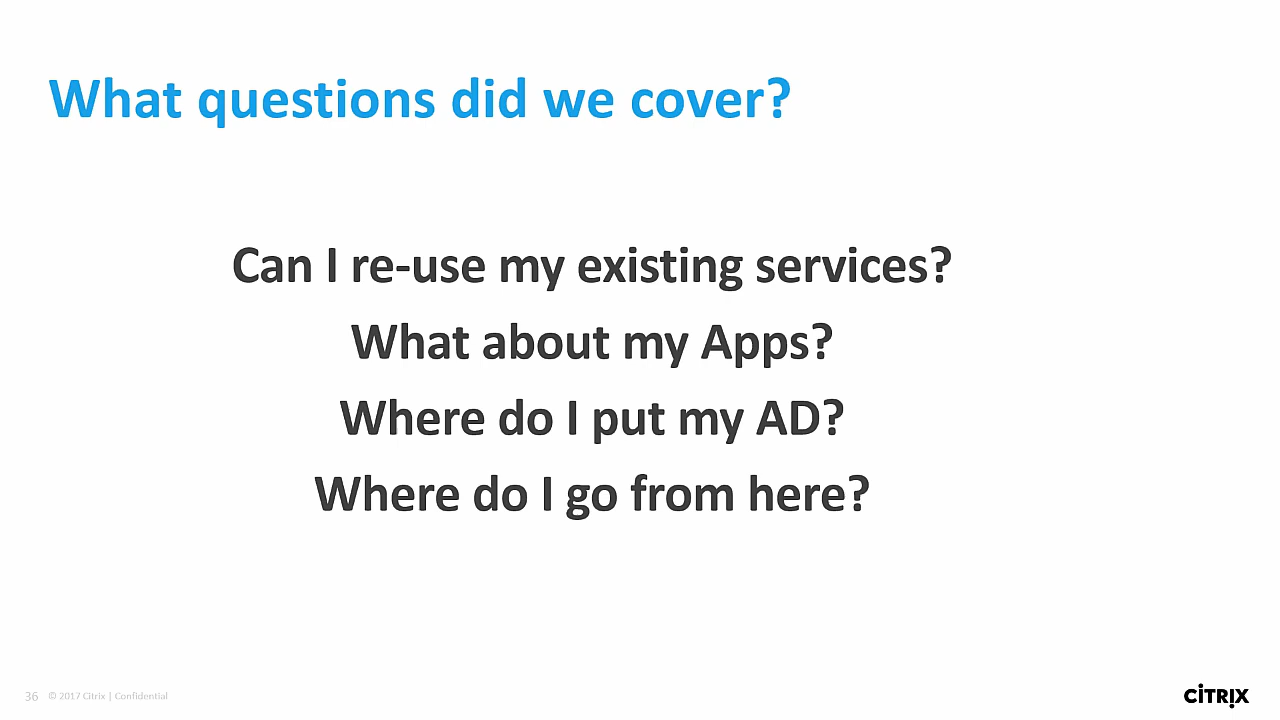 What questions did we cover?
Can I re-use my existing services?
What about my Apps?
Where do I put my AD?
Where do I go from here?
36 © 2017 Citrix | Confidential
CITRIX